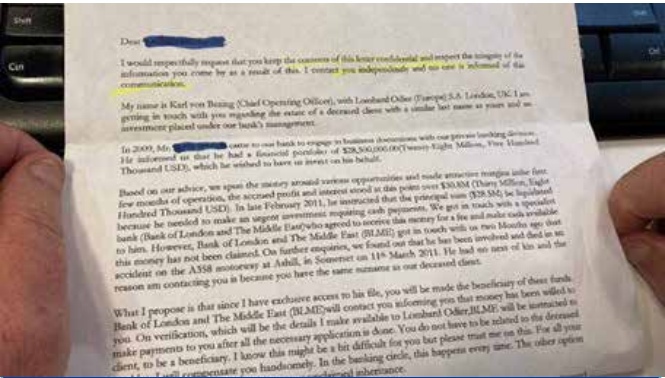 Shift
Ctrl
Ctrl
Dear
I would respectfully request that you keep the contents of this letter confidential and respect the integrity of the
information you come by as a result of this. I contact you independently and no one is informed of this
communication.
My name is Karl von Bezing (Chief Operating Officer), with Lombard Odier (Europe) S.A. London, UK. I am
getting in touch with you regarding the estate of a deceased client with a similar last name as yours and an
investment placed under our bank's management.
In 2009, Mr. came to our bank to engage in business discussions with our private banking division.
He informed us that he had a financial portfolio of $28,500,000.00(Twenty-Eight Million, Five Hundred
Thousand USD), which he wished to have us invest on his behalf.
Based on our advice, we spun the money around various opportunities and made attractive margins in the first
few months of operation, the accrued profit and interest stood at this point over $30.8M (Thirty Million, Eight
Hundred Thousand USD). In late February 2011, he instructed that the principal sum ($28.5M) be liquidated
because he needed to make an urgent investment requiring cash payments. We got in touch with a specialist
bank (Bank of London and The Middle East)who agreed to receive this money for a fee and make cash available
to him. However, Bank of London and The Middle East (BLME) got in touch with us two Months ago that
this money has not been claimed. On further enquiries, we found out that he has been involved and died in an
accident on the A358 motorway at Ashill, in Somerset on 11th March 2011. He had no next of kin and the
reason am contacting you is because you have the same surname as our deceased client.
What I propose is that since I have exclusive access to his file, you will be made the beneficiary of these funds.
Bank of London and The Middle East (BLME)will contact you informing you that money has been willed to
you. On verification, which will be the details I make available to Lombard Odier,BLME will be instructed to
make payments to you after all the necessary application is done. You do not have to be related to the deceased
client, to be a beneficiary. I know this might be a bit difficult for you but please trust me on this. For all your
I will compensate you handsomely. In the banking circle, this happens every time. The other option
unclaimed inheritance.